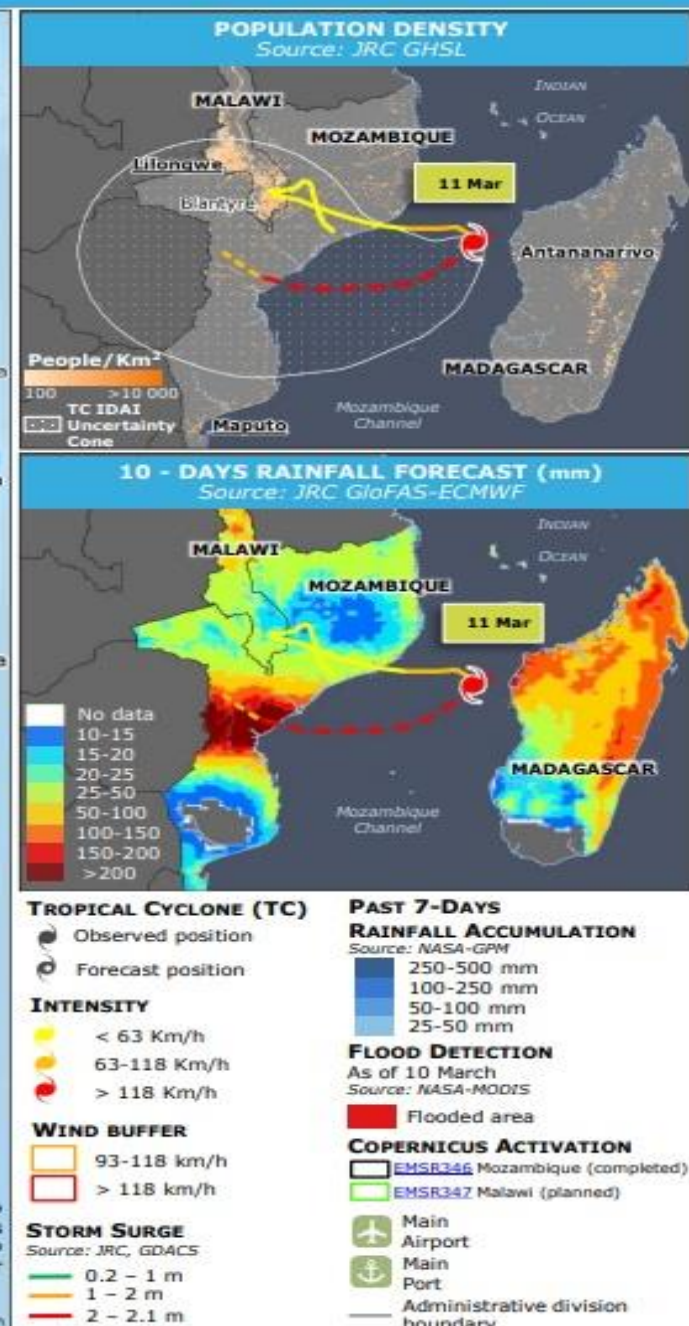 POPULATION DENSITY
Source: JRC GHSL
INDIAN
OCEAN
MALAWI
MOZAMBIQUE
Lilongwe
Blantyre
11 Mar
Antananarivo
People/Km²
100 >10 000
TC IDAI
Uncertainty
Cone
MADAGASCAR
Mozambique
Channel
Maputo
10 - DAYS RAINFALL FORECAST (mm)
Source: JRC GloFAS-ECMWF
INDIAN
OCEAN
MALAWI
MOZAMBIQUE
11 Mar
No data
10-15
15-20
20-25
25-50
50-100
100-150
150-200
>200
MADAGASCAR
Mozambique
Channel
TROPICAL CYCLONE (TC)
Observed position
Forecast position
INTENSITY
< 63 Km/h
63-118 Km/h
> 118 Km/h
WIND BUFFER
93-118 km/h
> 118 km/h
STORM SURGE
Source: JRC, GDACS
0.2 – 1 m
1 – 2 m
2 – 2.1 m
PAST 7-DAYS
RAINFALL ACCUMULATION
Source: NASA-GPM
250-500 mm
100-250 mm
50-100 mm
25-50 mm
FLOOD DETECTION
As of 10 March
Source: NASA-MODIS
Flooded area
COPERNICUS ACTIVATION
EMSR346 Mozambique (completed)
EMSR347 Malawi (planned)
Main
Airport
Main
Port
Administrative division
boundary